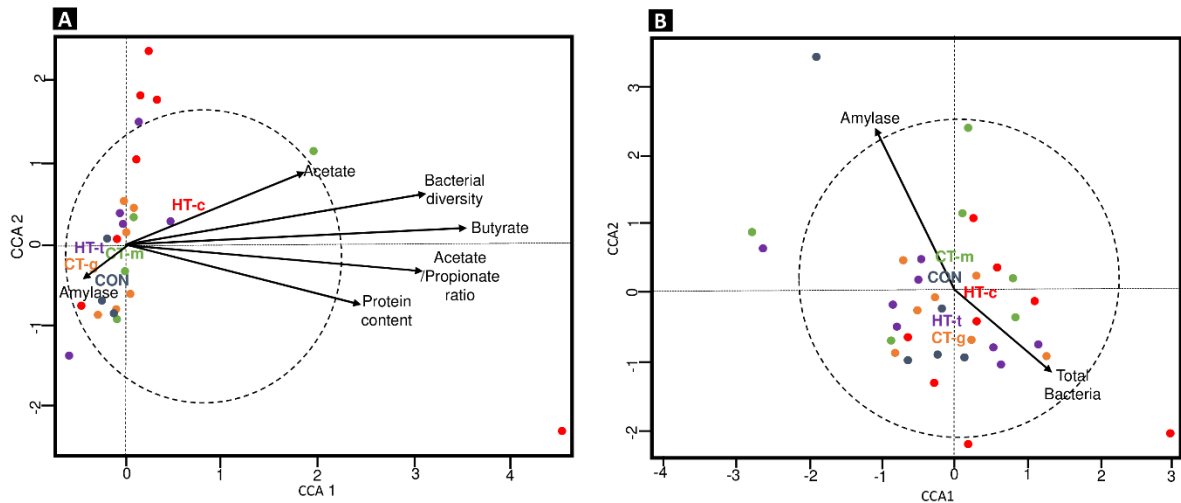 A
2
1
0
-1
-2
CCA 2
Acetate
Bacterial
diversity
HT-c
Butyrate
HT-t
CT-m
CT-g
Acetate
/Propionate
ratio
CON
Amylase
Protein
content
0
1
2
3
4
CCA 1
B
3
2
1
0
-1
-2
CCA2
Amylase
CT-m
CON
HT-c
HT-t
CT-g
Total
Bacteria
-4
-3
-2
-1
0
1
2
3
CCA1